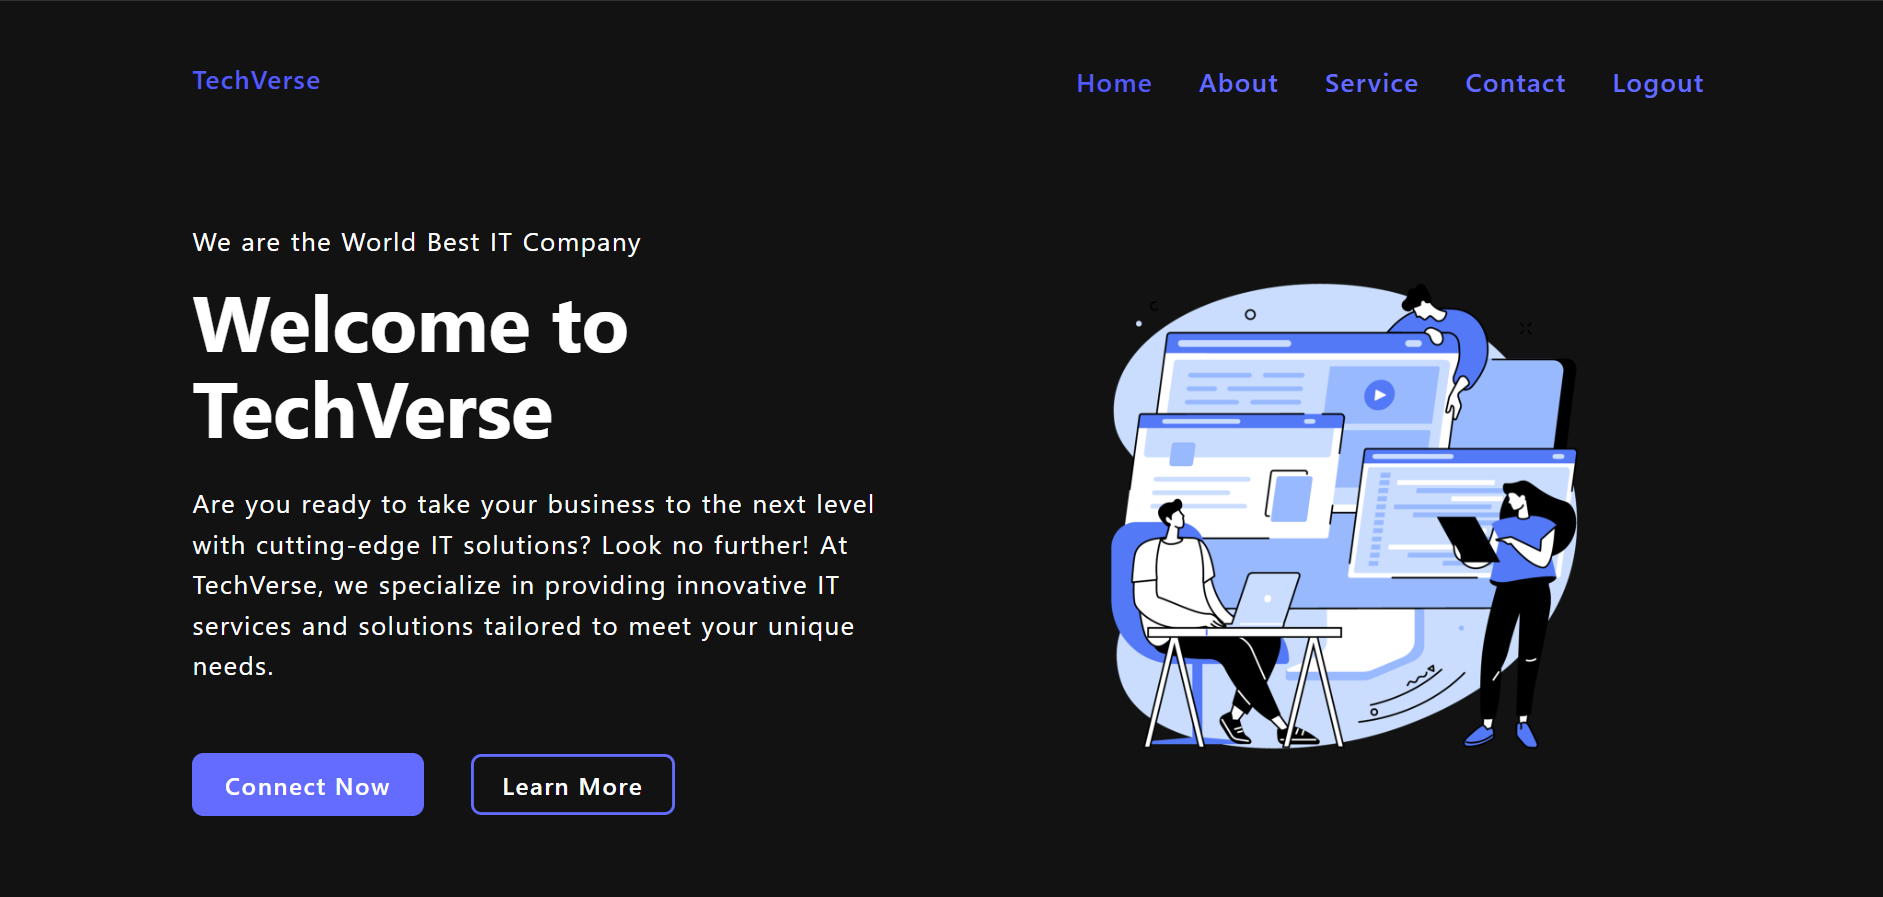 TechVerse
Home About Service Contact Logout
We are the World Best IT Company
Welcome to
TechVerse
Are you ready to take your business to the next level
with cutting-edge IT solutions? Look no further! At
TechVerse, we specialize in providing innovative IT
services and solutions tailored to meet your unique
needs.
Connect Now Learn More